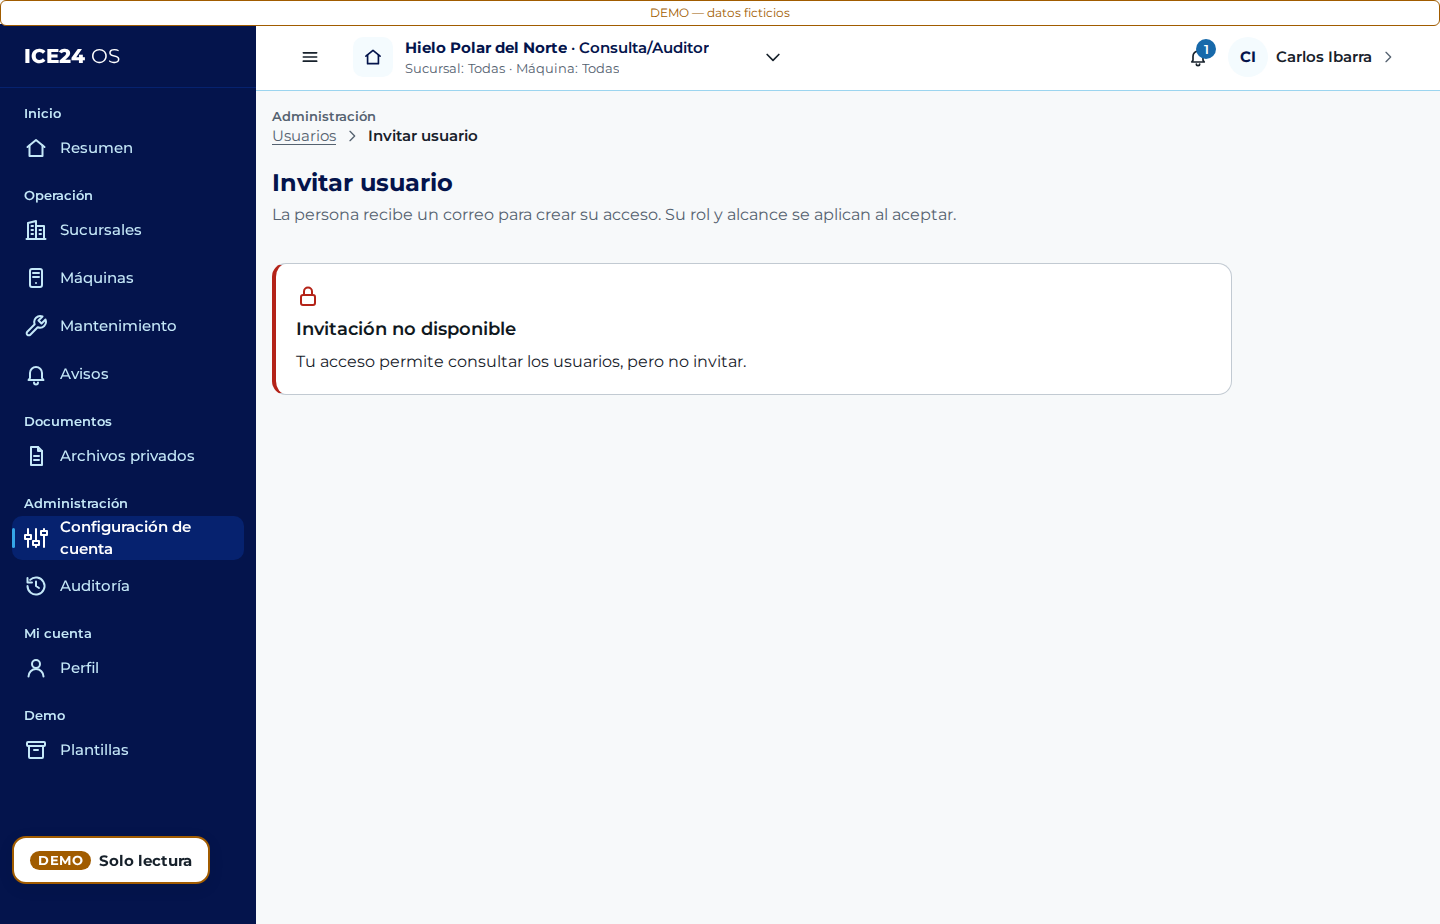 DEMO — datos ficticios
ICE24 OS
Hielo Polar del Norte · Consulta/Auditor
Sucursal: Todas · Máquina: Todas
1
CI
Carlos Ibarra
Inicio
Resumen
Operación
Sucursales
Máquinas
Mantenimiento
Avisos
Documentos
Archivos privados
Administración
Configuración de
cuenta
Auditoría
Mi cuenta
Perfil
Demo
Plantillas
DEMO Solo lectura
Administración
Usuarios > Invitar usuario
Invitar usuario
La persona recibe un correo para crear su acceso. Su rol y alcance se aplican al aceptar.
Invitación no disponible
Tu acceso permite consultar los usuarios, pero no invitar.